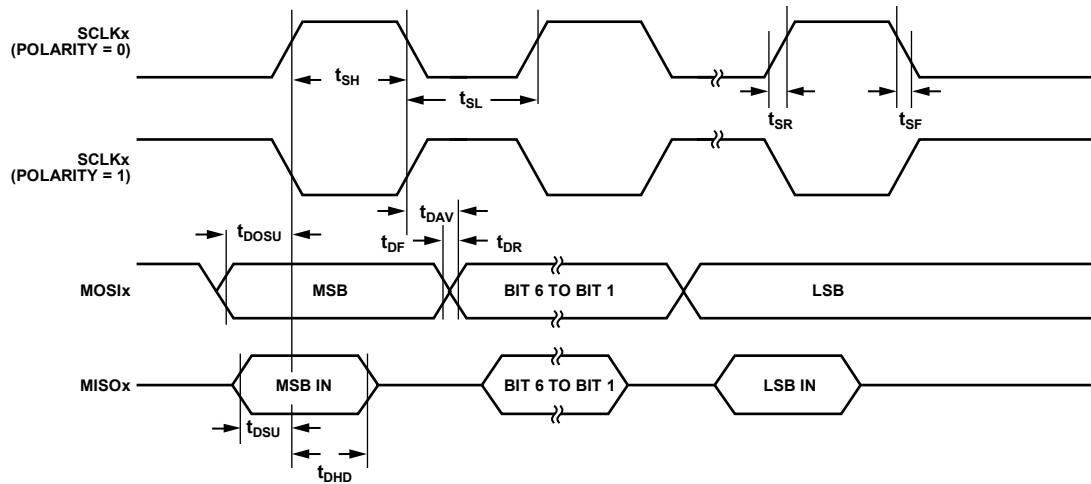 SCLKx
(POLARITY = 0)
tSH
tSL
tSR
tSF
SCLKx
(POLARITY = 1)
tDAV
tDOSU
tDF
tDR
MOSIx
MSB
BIT 6 TO BIT 1
LSB
MISOx
MSB IN
BIT 6 TO BIT 1
LSB IN
tDSU
tDHD